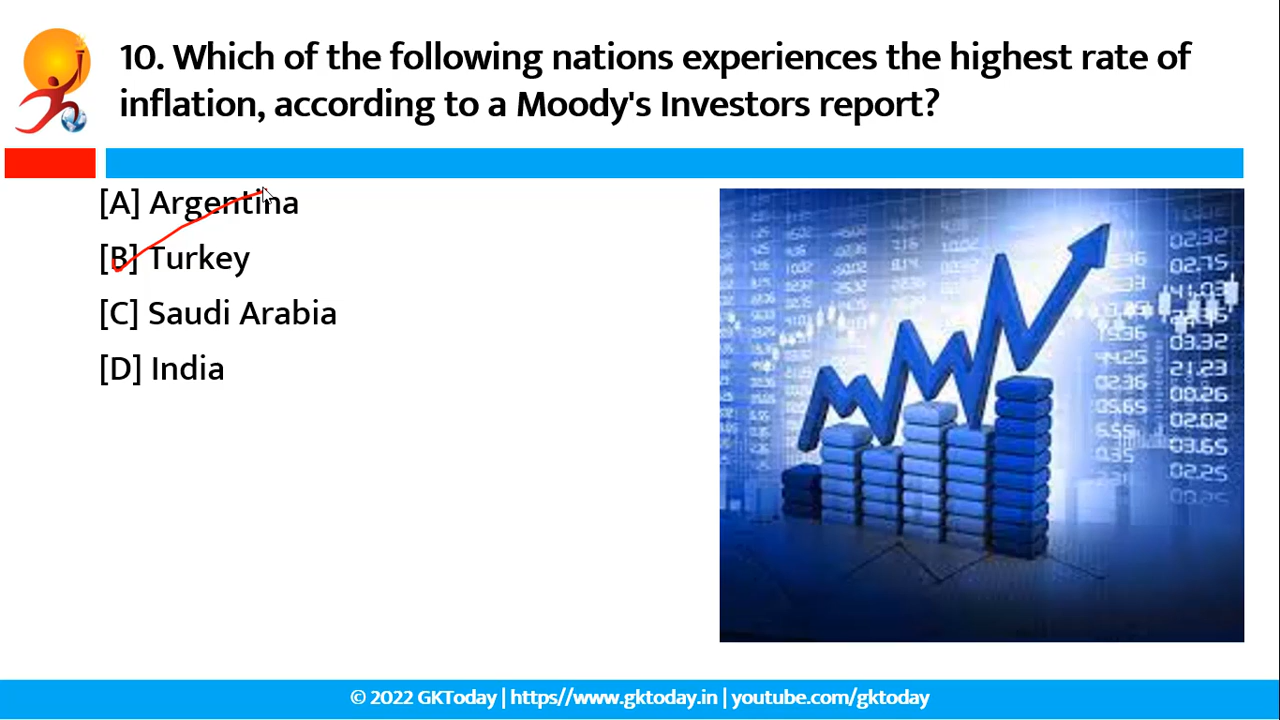 10. Which of the following nations experiences the highest rate of
inflation, according to a Moody's Investors report?
[A] Argentina
[B] Turkey
[C] Saudi Arabia
[D] India
© 2022 GKToday | https//www.gktoday.in | youtube.com/gktoday